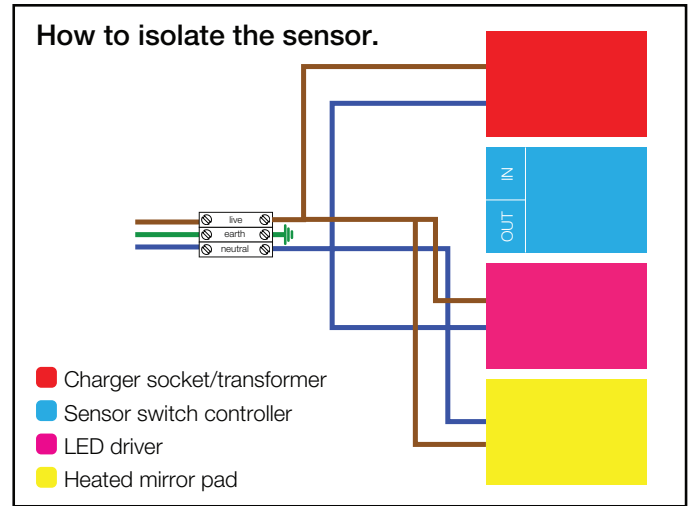 How to isolate the sensor.
IN
OUT
live
earth
neutral
Charger socket/transformer
Sensor switch controller
LED driver
Heated mirror pad